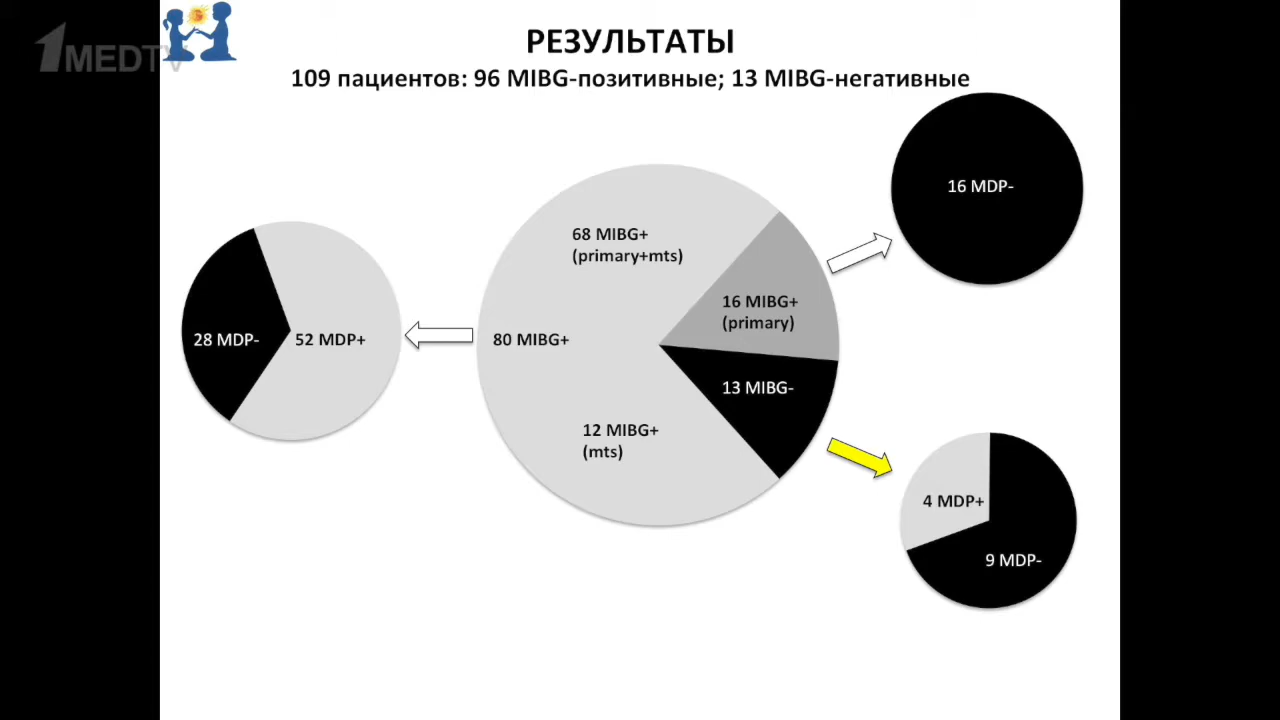 1MEDTV
РЕЗУЛЬТАТЫ
109 пациентов: 96 MIBG-позитивные; 13 MIBG-негативные
16 MDP-
68 MIBG+
(primary+mts)
16 MIBG+
(primary)
28 MDP-
52 MDP+
80 MIBG+
13 MIBG-
12 MIBG+
(mts)
4 MDP+
9 MDP-